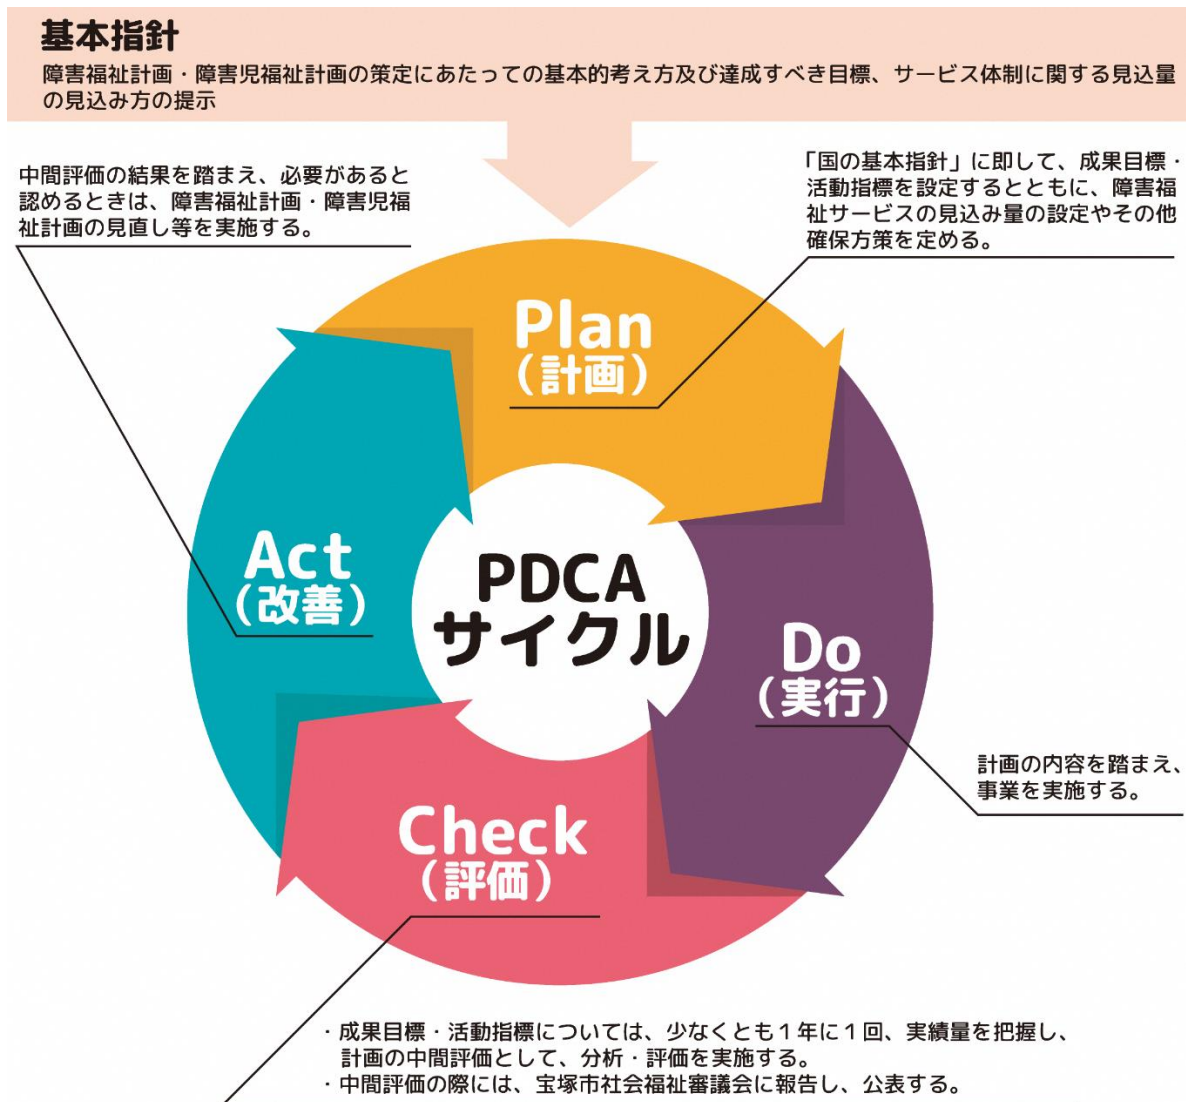 基本指針
障害福祉計画・障害児福祉計画の策定にあたっての基本的考え方及び達成すべき目標、サービス体制に関する見込量
の見込み方の提示
中間評価の結果を踏まえ、必要があると
認めるときは、障害福祉計画・障害児福
祉計画の見直し等を実施する。
「国の基本指針」に即して、成果目標・
活動指標を設定するとともに、障害福
祉サービスの見込み量の設定やその他
確保方策を定める。
Plan
（計画）
Act
（改善）
PDCA
サイクル
Do
（実行）
計画の内容を踏まえ、
事業を実施する。
Check
（評価）
・成果目標・活動指標については、少なくとも１年に１回、実績量を把握し、
計画の中間評価として、分析・評価を実施する。
・中間評価の際には、宝塚市社会福祉審議会に報告し、公表する。